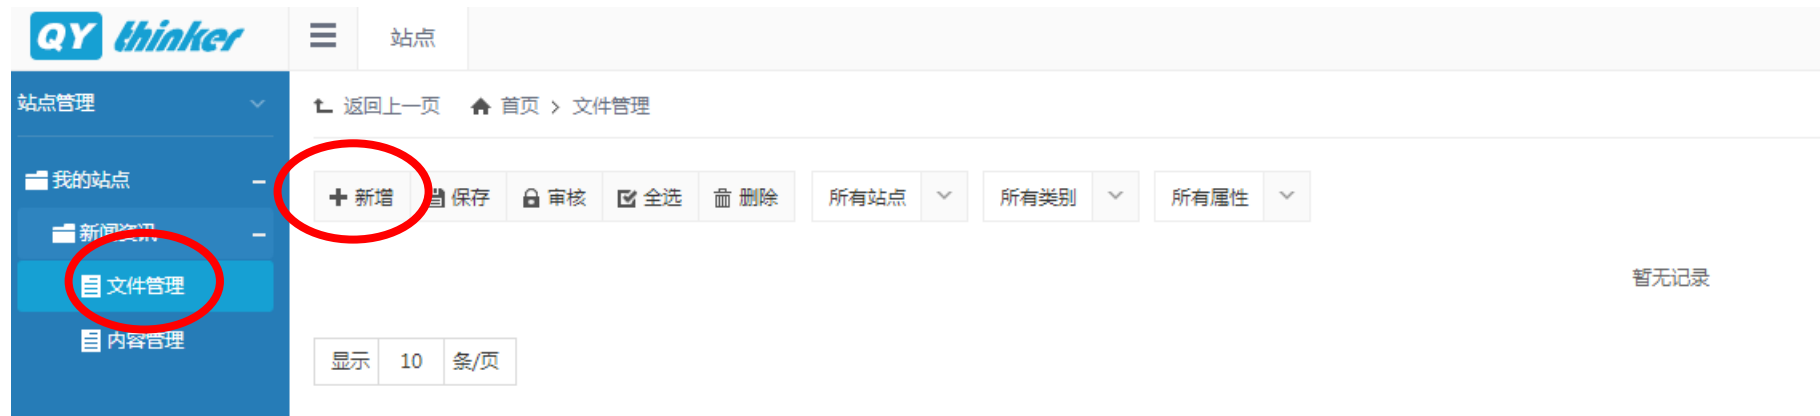 QY thinker
站点
站点管理
返回上一页 首页 > 文件管理
我的站点
新增 保存 审核 全选 删除 所有站点 所有类别 所有属性
新闻资讯
文件管理
暂无记录
内容管理
显示 10 条/页